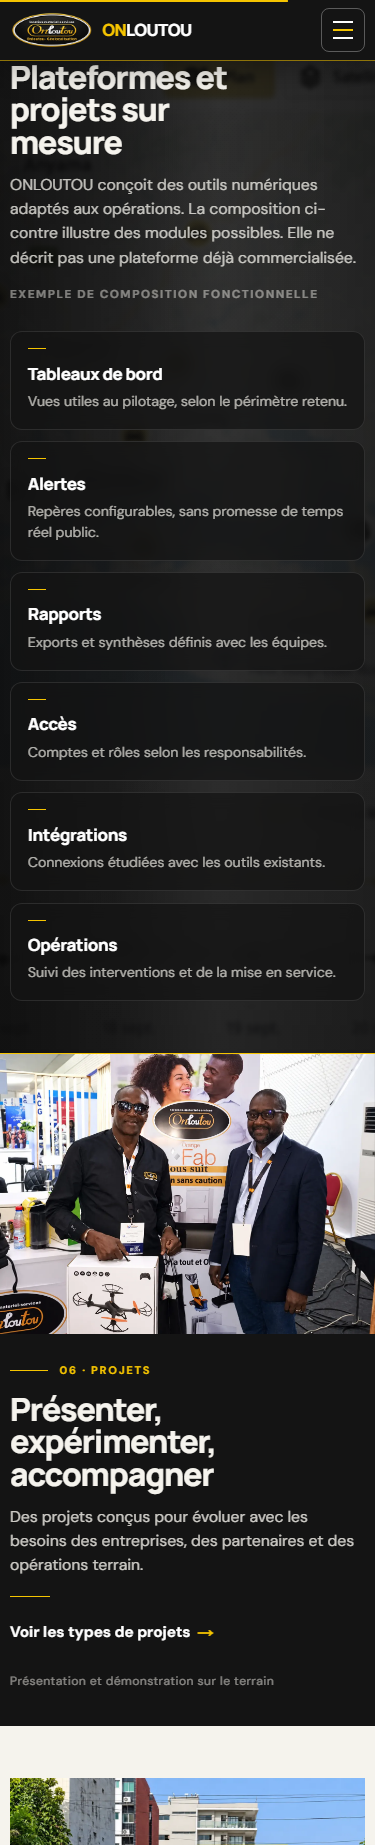 Onloutou
ONLOUTOU
Plateformes et
projets sur
mesure
ONLOUTOU conçoit des outils numériques
adaptés aux opérations. La composition ci-
contre illustre des modules possibles. Elle ne
décrit pas une plateforme déjà commercialisée.
EXEMPLE DE COMPOSITION FONCTIONNELLE
Tableaux de bord
Vues utiles au pilotage, selon le périmètre retenu.
Alertes
Repères configurables, sans promesse de temps
réel public.
Rapports
Exports et synthèses définis avec les équipes.
Accès
Comptes et rôles selon les responsabilités.
Intégrations
Connexions étudiées avec les outils existants.
Opérations
Suivi des interventions et de la mise en service.
ACG
Onloutou
Fab
ous suit
n sans caution
06 · PROJETS
Présenter,
expérimenter,
accompagner
Des projets conçus pour évoluer avec les
besoins des entreprises, des partenaires et des
opérations terrain.
Voir les types de projets →
Présentation et démonstration sur le terrain